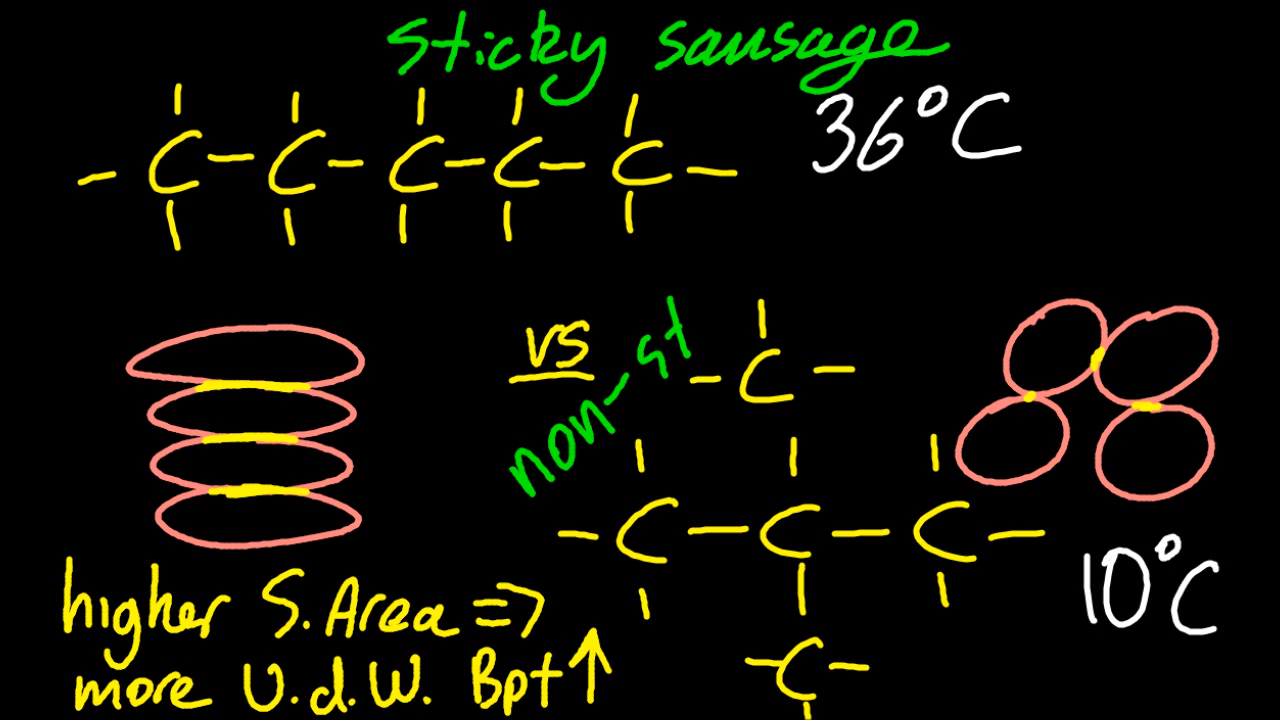 sticky sausage
36°C
C - C - C - C - C
vs
non-st
C
C - C - C
C
10°C
higher S. Area =>
more V.d.W. Bpt ↑